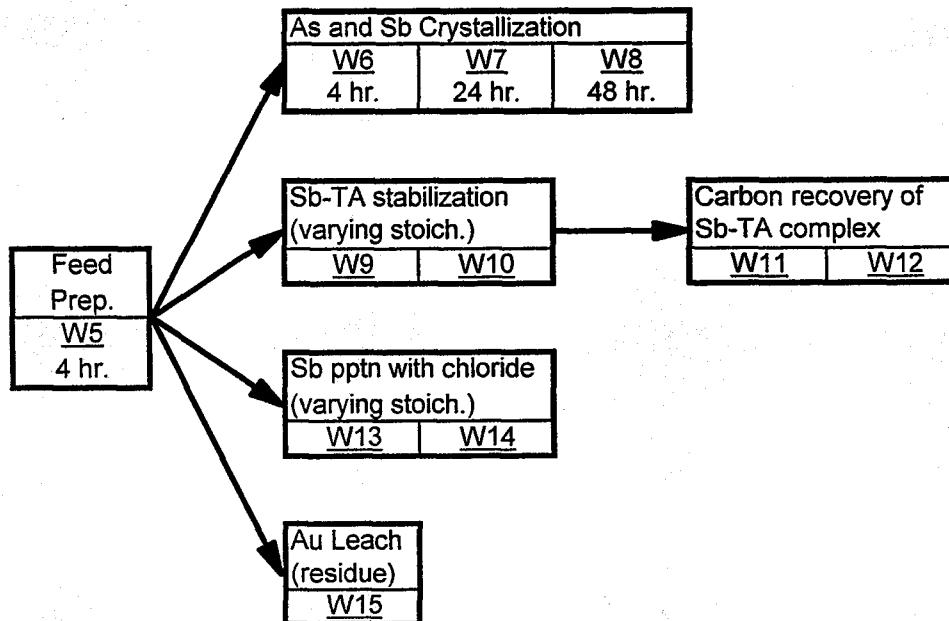 As and Sb Crystallization
W6 W7 W8
4 hr. 24 hr. 48 hr.
Sb-TA stabilization
(varying stoich.)
W9 W10
Carbon recovery of
Sb-TA complex
W11 W12
Feed
Prep.
W5
4 hr.
Sb pptn with chloride
(varying stoich.)
W13 W14
Au Leach
(residue)
W15